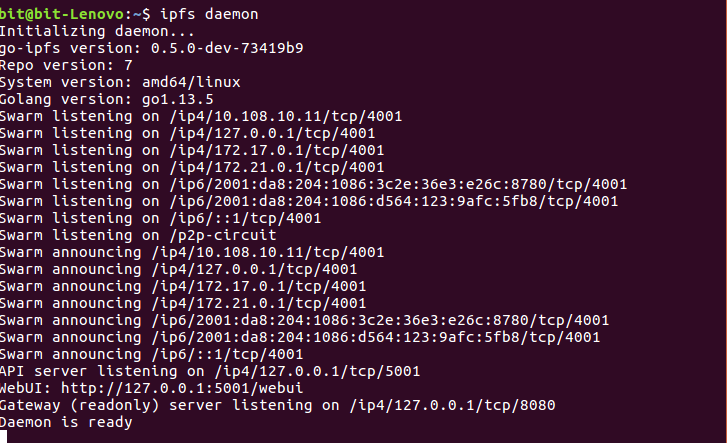 bit@bit-Lenovo:~$ ipfs daemon
Initializing daemon...
go-ipfs version: 0.5.0-dev-73419b9
Repo version: 7
System version: amd64/linux
Golang version: go1.13.5
Swarm listening on /ip4/10.108.10.11/tcp/4001
Swarm listening on /ip4/127.0.0.1/tcp/4001
Swarm listening on /ip4/172.17.0.1/tcp/4001
Swarm listening on /ip4/172.21.0.1/tcp/4001
Swarm listening on /ip6/2001:da8:204:1086:3c2e:36e3:e26c:8780/tcp/4001
Swarm listening on /ip6/2001:da8:204:1086:d564:123:9afc:5fb8/tcp/4001
Swarm listening on /ip6/::1/tcp/4001
Swarm listening on /p2p-circuit
Swarm announcing /ip4/10.108.10.11/tcp/4001
Swarm announcing /ip4/127.0.0.1/tcp/4001
Swarm announcing /ip4/172.17.0.1/tcp/4001
Swarm announcing /ip4/172.21.0.1/tcp/4001
Swarm announcing /ip6/2001:da8:204:1086:3c2e:36e3:e26c:8780/tcp/4001
Swarm announcing /ip6/2001:da8:204:1086:d564:123:9afc:5fb8/tcp/4001
Swarm announcing /ip6/::1/tcp/4001
API server listening on /ip4/127.0.0.1/tcp/5001
WebUI: http://127.0.0.1:5001/webui
Gateway (readonly) server listening on /ip4/127.0.0.1/tcp/8080
Daemon is ready